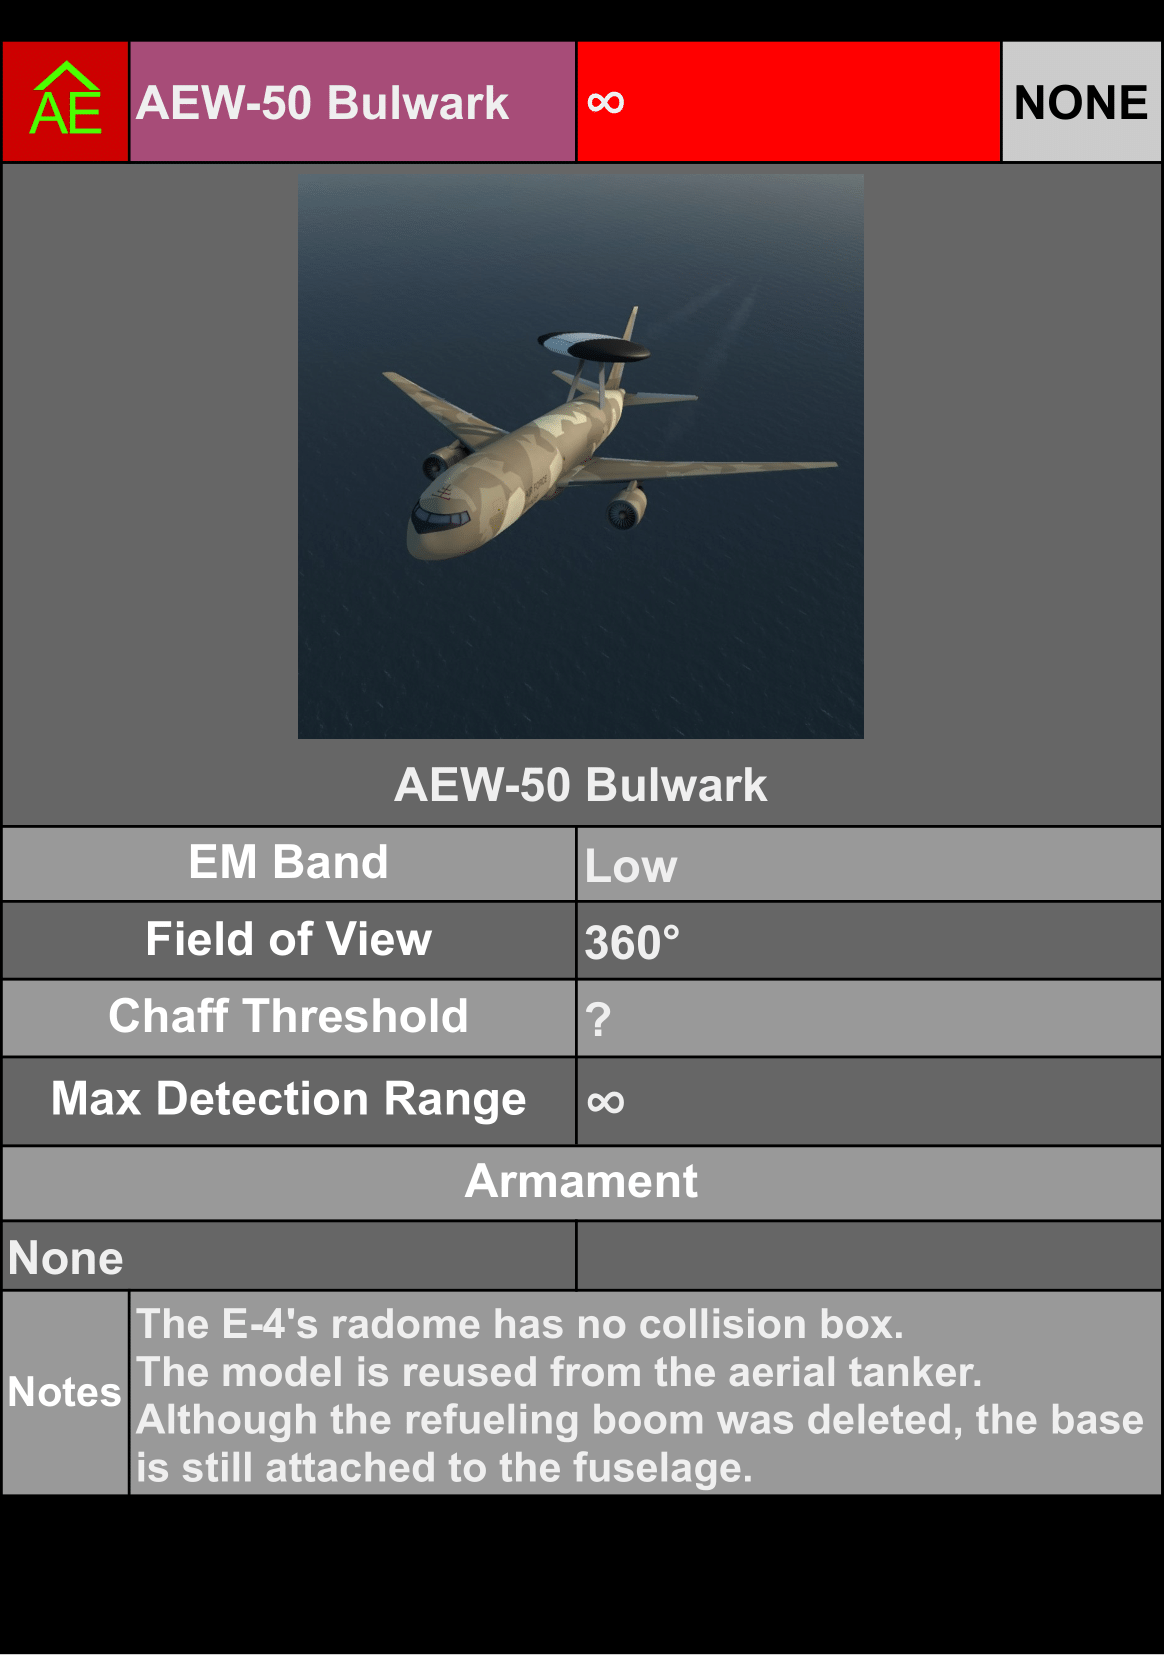 AE
AEW-50 Bulwark
∞
NONE
AEW-50 Bulwark
EM Band
Low
Field of View
360°
Chaff Threshold
?
Max Detection Range
∞
Armament
None
Notes
The E-4's radome has no collision box.
The model is reused from the aerial tanker.
Although the refueling boom was deleted, the base
is still attached to the fuselage.